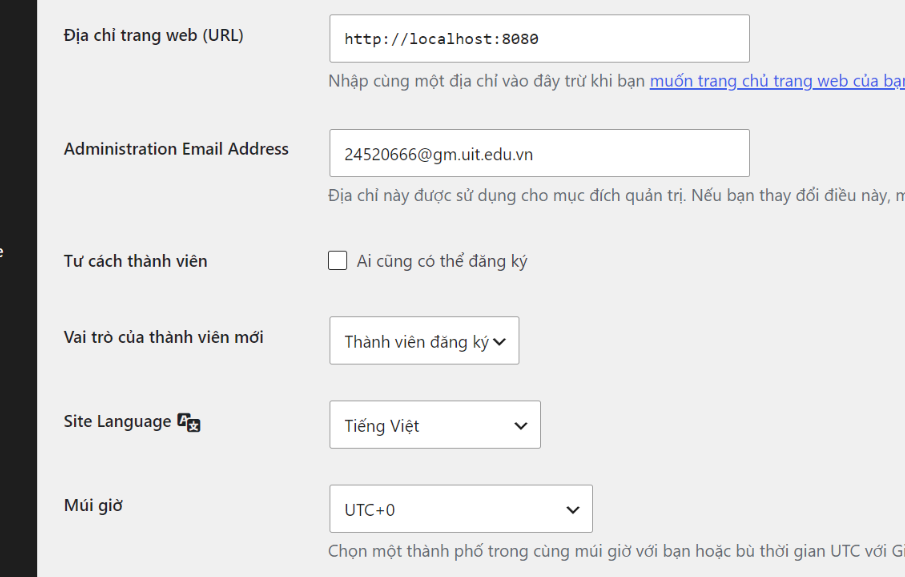 Địa chỉ trang web (URL)
http://localhost:8080
Nhập cùng một địa chỉ vào đây trừ khi bạn muốn trang chủ trang web của
Administration Email Address
24520666@gm.uit.edu.vn
Địa chỉ này được sử dụng cho mục đích quản trị. Nếu bạn thay đổi điều này,
Tư cách thành viên
Ai cũng có thể đăng ký
Vai trò của thành viên mới
Thành viên đăng ký
Site Language
Tiếng Việt
Múi giờ
UTC+0
Chọn một thành phố trong cùng múi giờ với bạn hoặc bù thời gian UTC với